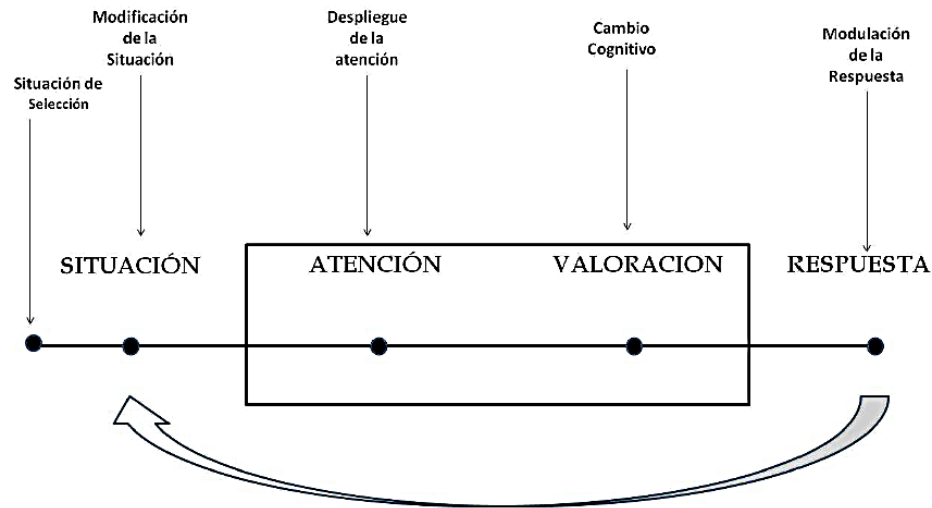 Modificación
de la
Situación
Despliegue
de la
atención
Cambio
Cognitivo
Modulación
de la
Respuesta
Situación de
Selección
SITUACIÓN
ATENCIÓN
VALORACION
RESPUESTA